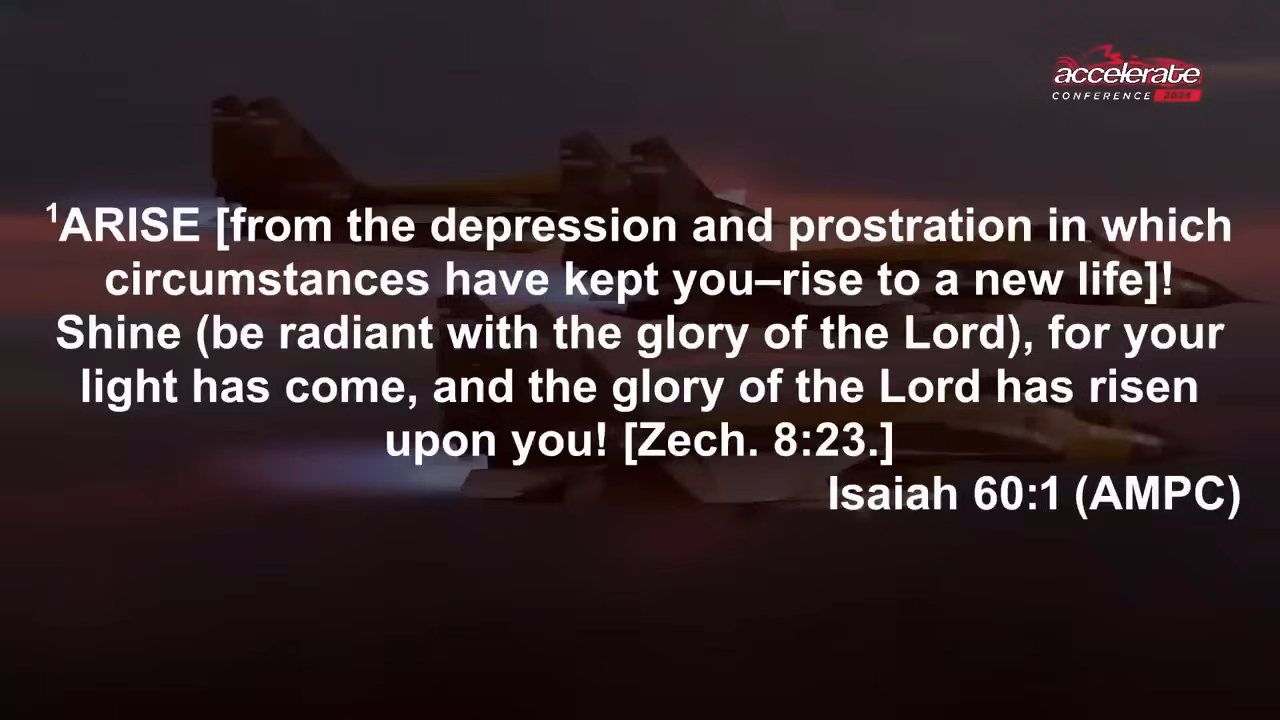 accelerate
CONFERENCE 2024
¹ARISE [from the depression and prostration in which
circumstances have kept you–rise to a new life]!
Shine (be radiant with the glory of the Lord), for your
light has come, and the glory of the Lord has risen
upon you! [Zech. 8:23.]
Isaiah 60:1 (AMPC)